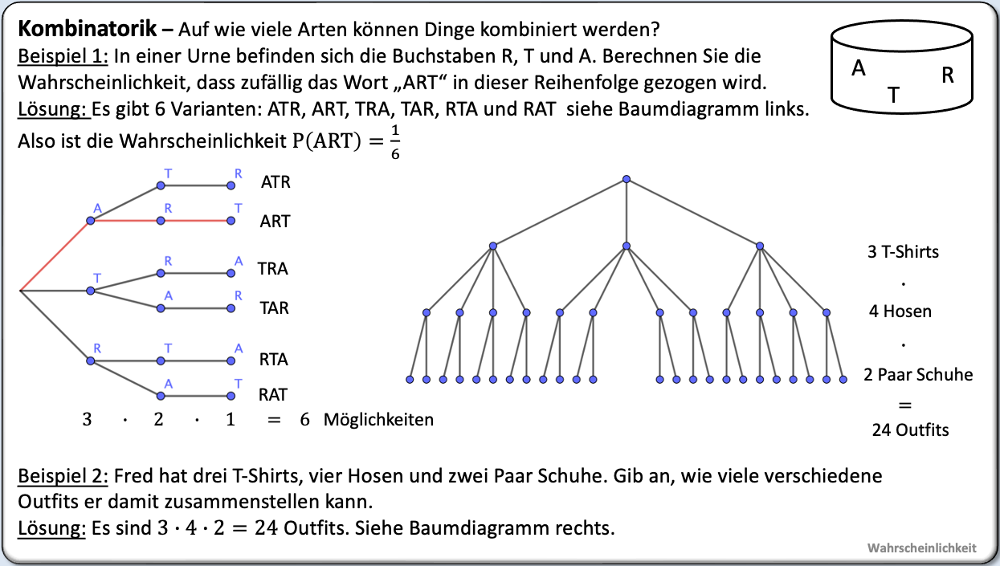 Kombinatorik – Auf wie viele Arten können Dinge kombiniert werden?
Beispiel 1: In einer Urne befinden sich die Buchstaben R, T und A. Berechnen Sie die
Wahrscheinlichkeit, dass zufällig das Wort „ART“ in dieser Reihenfolge gezogen wird.
Lösung: Es gibt 6 Varianten: ATR, ART, TRA, TAR, RTA und RAT siehe Baumdiagramm links.
Also ist die Wahrscheinlichkeit P(ART) = 1/6
A R
T
T R ATR
A R T ART
R A TRA
T A R TAR
R T A RTA
A T RAT
3 · 2 · 1 = 6 Möglichkeiten
3 T-Shirts
·
4 Hosen
·
2 Paar Schuhe
=
24 Outfits
Beispiel 2: Fred hat drei T-Shirts, vier Hosen und zwei Paar Schuhe. Gib an, wie viele verschiedene
Outfits er damit zusammenstellen kann.
Lösung: Es sind 3 · 4 · 2 = 24 Outfits. Siehe Baumdiagramm rechts.
Wahrscheinlichkeit